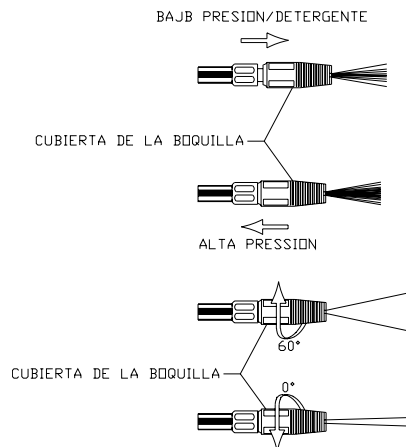 BAJB PRESION/DETERGENTE
CUBIERTA DE LA BOQUILLA
ALTA PRESSION
60°
CUBIERTA DE LA BOQUILLA
0°